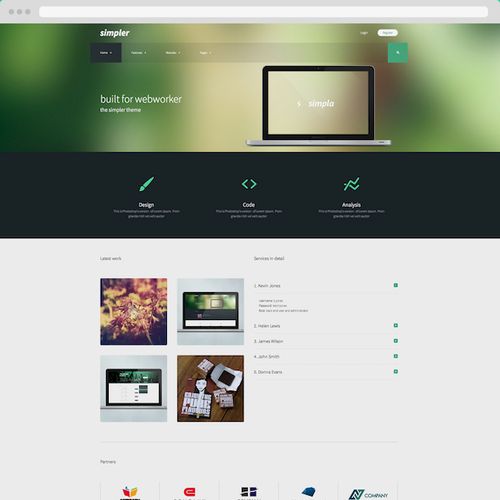 simpler
Login
Register
Home
Features
Websites
Pages
simpla
built for webworker
the simpler theme
Design
Code
Analysis
This is Photoshop's version of Lorem Ipsum. Proin
gravida nibh vel velit auctor
This is Photoshop's version of Lorem Ipsum. Proin
gravida nibh vel velit auctor
This is Photoshop's version of Lorem Ipsum. Proin
gravida nibh vel velit auctor
Latest work
Services in detail
1. Kevin Jones
2. Helen Lewis
3. James Wilson
4. John Smith
5. Donna Evans
Partners
COMPANY